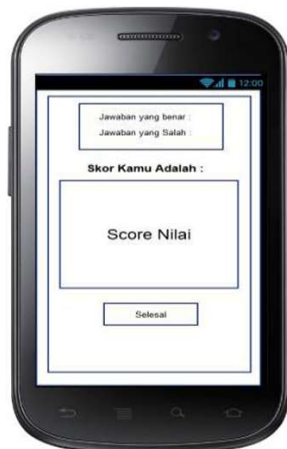 12:00
Jawaban yang benar :
Jawaban yang Salah :
Skor Kamu Adalah :
Score Nilai
Selesai